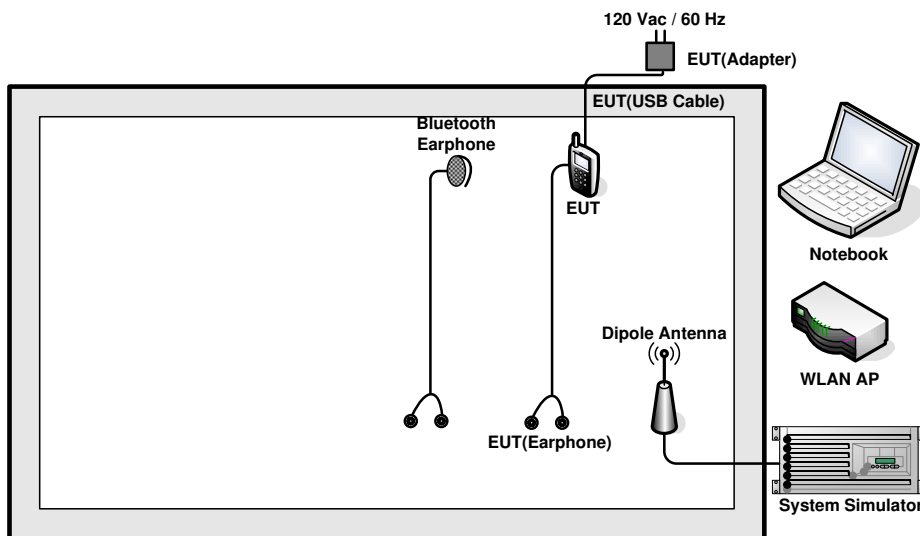 120 Vac / 60 Hz
EUT(Adapter)
EUT(USB Cable)
Bluetooth
Earphone
EUT
Notebook
Dipole Antenna
WLAN AP
EUT(Earphone)
System Simulator